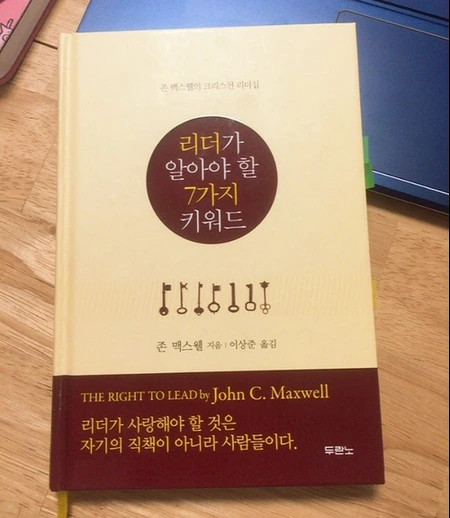 존 맥스웰의 크리스천 리더십
리더가
알아야 할
7가지
키워드
존 맥스웰 지음 | 이상준 옮김
THE RIGHT TO LEAD by John C. Maxwell
리더가 사랑해야 할 것은
자기의 직책이 아니라 사람들이다.
두란노